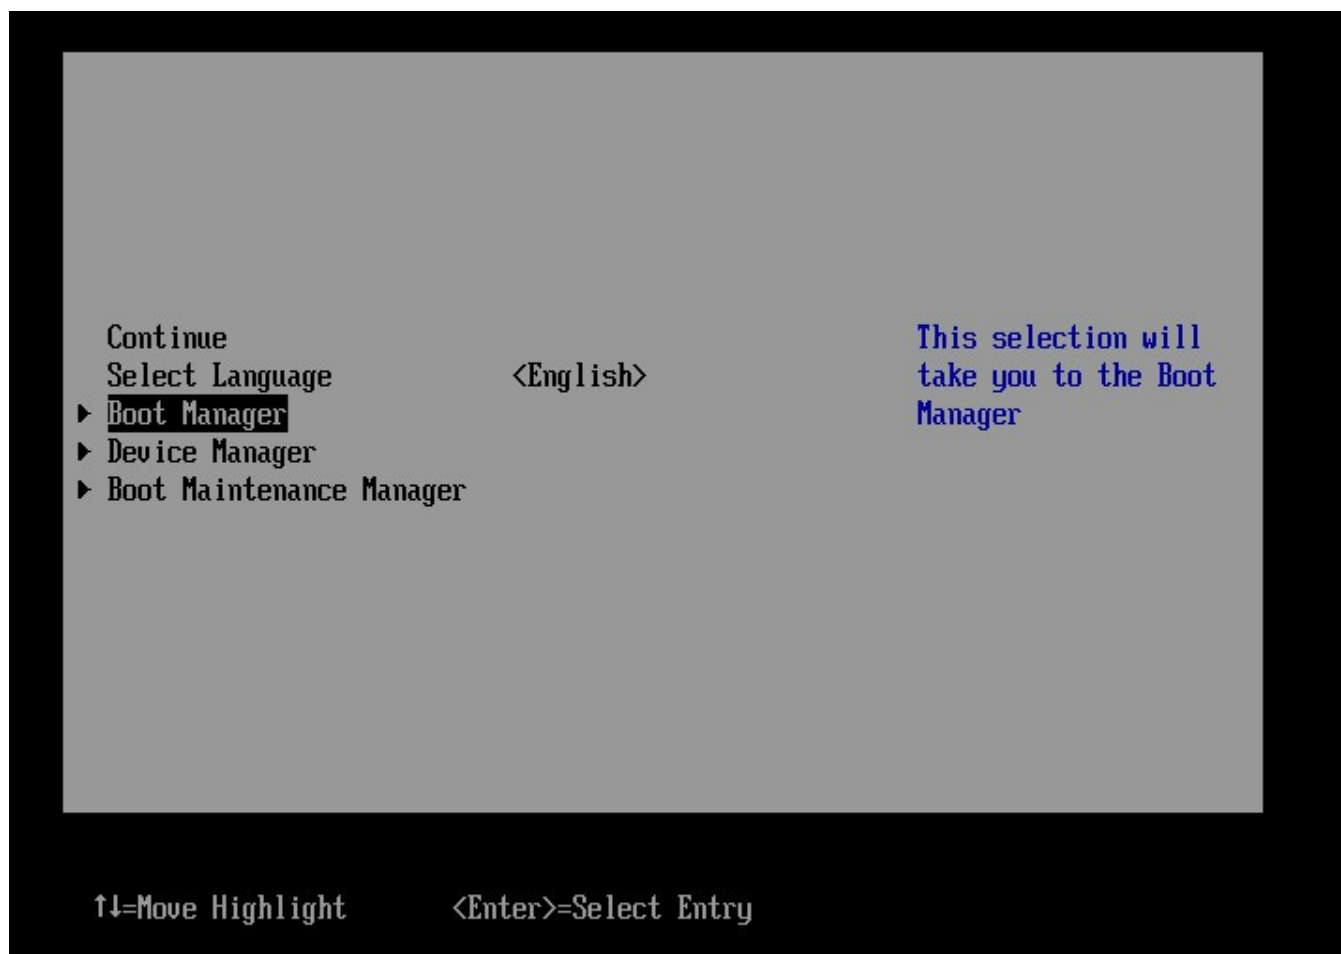 Continue
Select Language <English>
Boot Manager
Device Manager
Boot Maintenance Manager
This selection will
take you to the Boot
Manager
↑↓=Move Highlight <Enter>=Select Entry